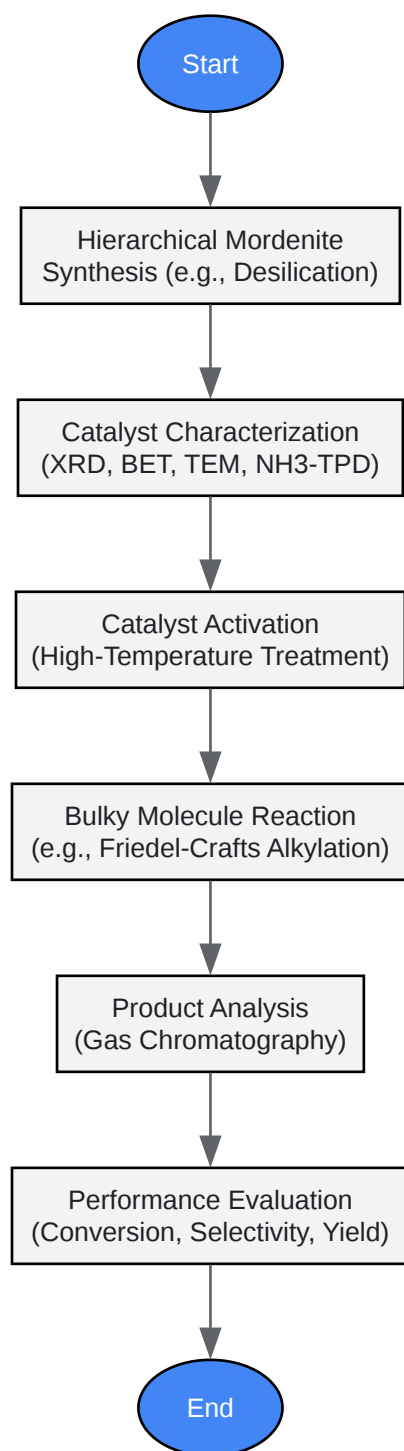 Start
Hierarchical Mordenite
Synthesis (e.g., Desilication)
Catalyst Characterization
(XRD, BET, TEM, NH3-TPD)
Catalyst Activation
(High-Temperature Treatment)
Bulky Molecule Reaction
(e.g., Friedel-Crafts Alkylation)
Product Analysis
(Gas Chromatography)
Performance Evaluation
(Conversion, Selectivity, Yield)
End